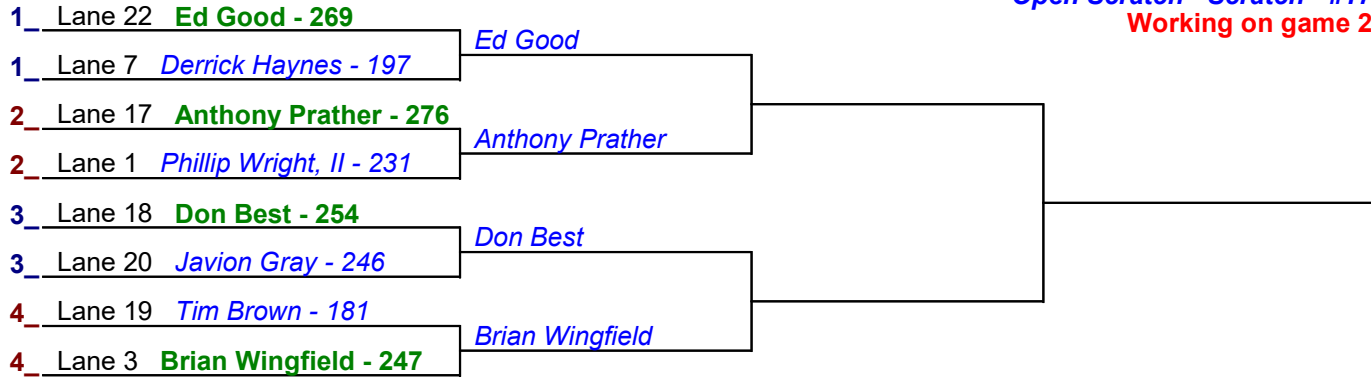 Working on game 2
1_ Lane 22 Ed Good - 269
Ed Good
1_ Lane 7 Derrick Haynes - 197
2_ Lane 17 Anthony Prather - 276
Anthony Prather
2_ Lane 1 Phillip Wright, II - 231
3_ Lane 18 Don Best - 254
Don Best
3_ Lane 20 Javion Gray - 246
4_ Lane 19 Tim Brown - 181
Brian Wingfield
4_ Lane 3 Brian Wingfield - 247